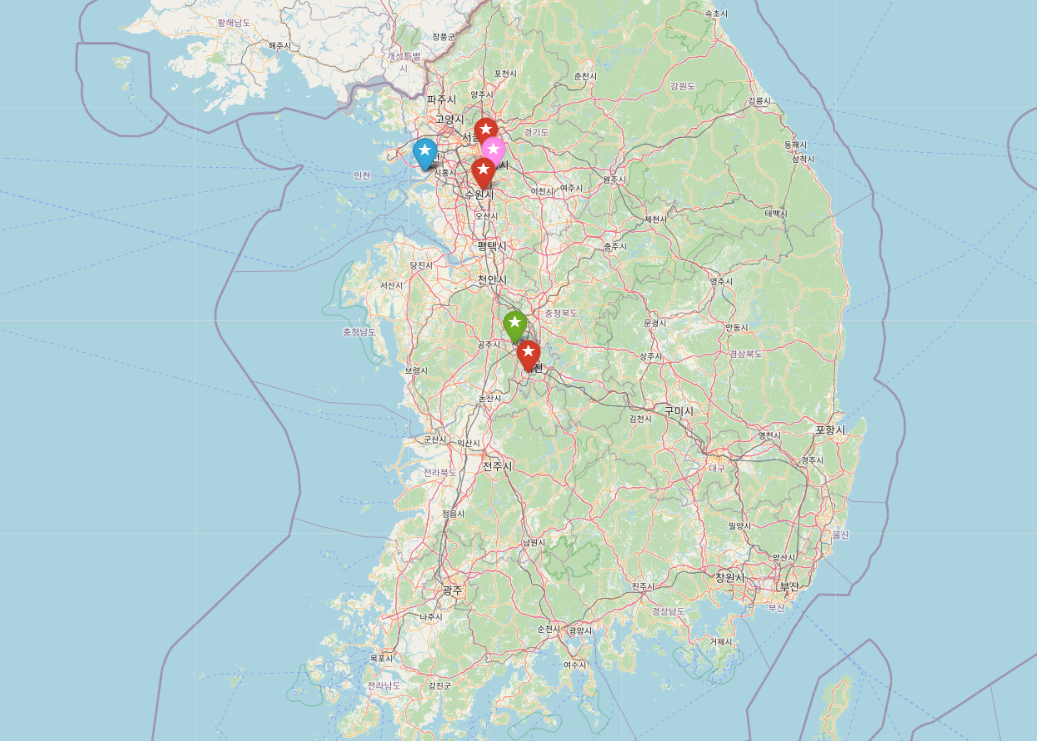 속초시
황해남도
장풍군
해주시
개성특별
시
포천시
춘천시
강원도
양주시
파주시
강릉시
고양시
경기도
서울
동해시
삼척시
시흥시
인천
원주시
이천시
여주시
수원시
태백시
오산시
제천시
평택시
충주시
당진시
천안시
영주시
서산시
충청북도
문경시
안동시
충청남도
공주시
경상북도
상주시
보령시
논산시
구미시
김천시
포항시
영천시
군산시
익산시
경주시
대구
전주시
전라북도
정읍시
밀양시
울산
남원시
양산시
창원시
진주시
부산
광주
부산
경상남도
나주시
순천시
광양시
거제시
목포시
여수시
전라남도
강진군